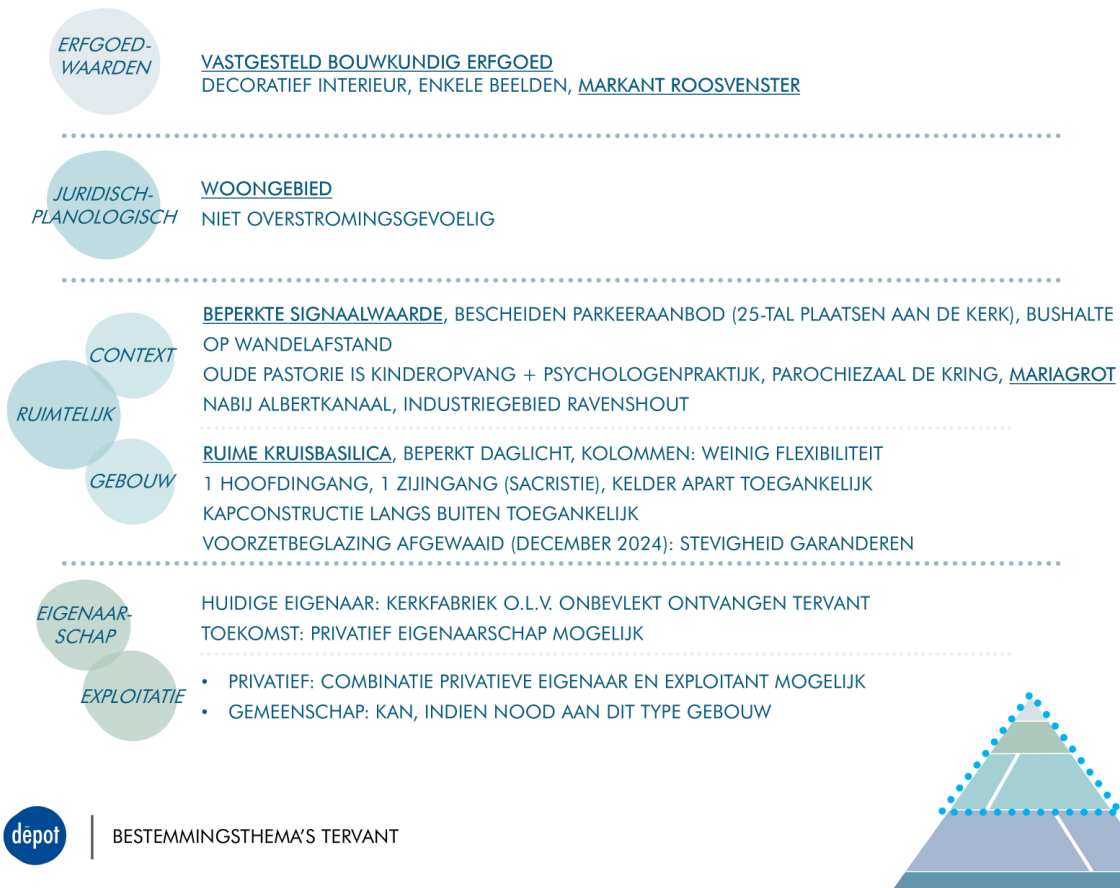 ERFGOED-
WAARDEN
VASTGESTELD BOUWKUNDIG ERFGOED
DECORATIEF INTERIEUR, ENKELE BEELDEN, MARKANT ROOSVENSTER
JURIDISCH-
PLANOLOGISCH
WOONGEBIED
NIET OVERSTROMINGSGEVOELIG
RUIMTELIJK
CONTEXT
BEPERKTE SIGNAALWAARDE, BESCHEIDEN PARKEERAANBOD (25-TAL PLAATSEN AAN DE KERK), BUSHALTE
OP WANDELAFSTAND
OUDE PASTORIE IS KINDEROPVANG + PSYCHOLOGENPRAKTIJK, PAROCHIEZAAL DE KRING, MARIAGROT
NABIJ ALBERTKANAAL, INDUSTRIEGEBIED RAVENSHOUT
GEBOUW
RUIME KRUISBASILICA, BEPERKT DAGLICHT, KOLOMMEN: WEINIG FLEXIBILITEIT
1 HOOFDINGANG, 1 ZIJINGANG (SACRISTIE), KELDER APART TOEGANKELIJK
KAPCONSTRUCTIE LANGS BUITEN TOEGANKELIJK
VOORZETBEGLAZING AFGEWAAID (DECEMBER 2024): STEVIGHEID GARANDEREN
EIGENAAR-
SCHAP
HUIDIGE EIGENAAR: KERKFABRIEK O.L.V. ONBEVLEKT ONTVANGEN TERVANT
TOEKOMST: PRIVATIEF EIGENAARSCHAP MOGELIJK
EXPLOITATIE
• PRIVATIEF: COMBINATIE PRIVATIEVE EIGENAAR EN EXPLOITANT MOGELIJK
• GEMEENSCHAP: KAN, INDIEN NOOD AAN DIT TYPE GEBOUW
dēpot
BESTEMMINGSTHEMA'S TERVANT